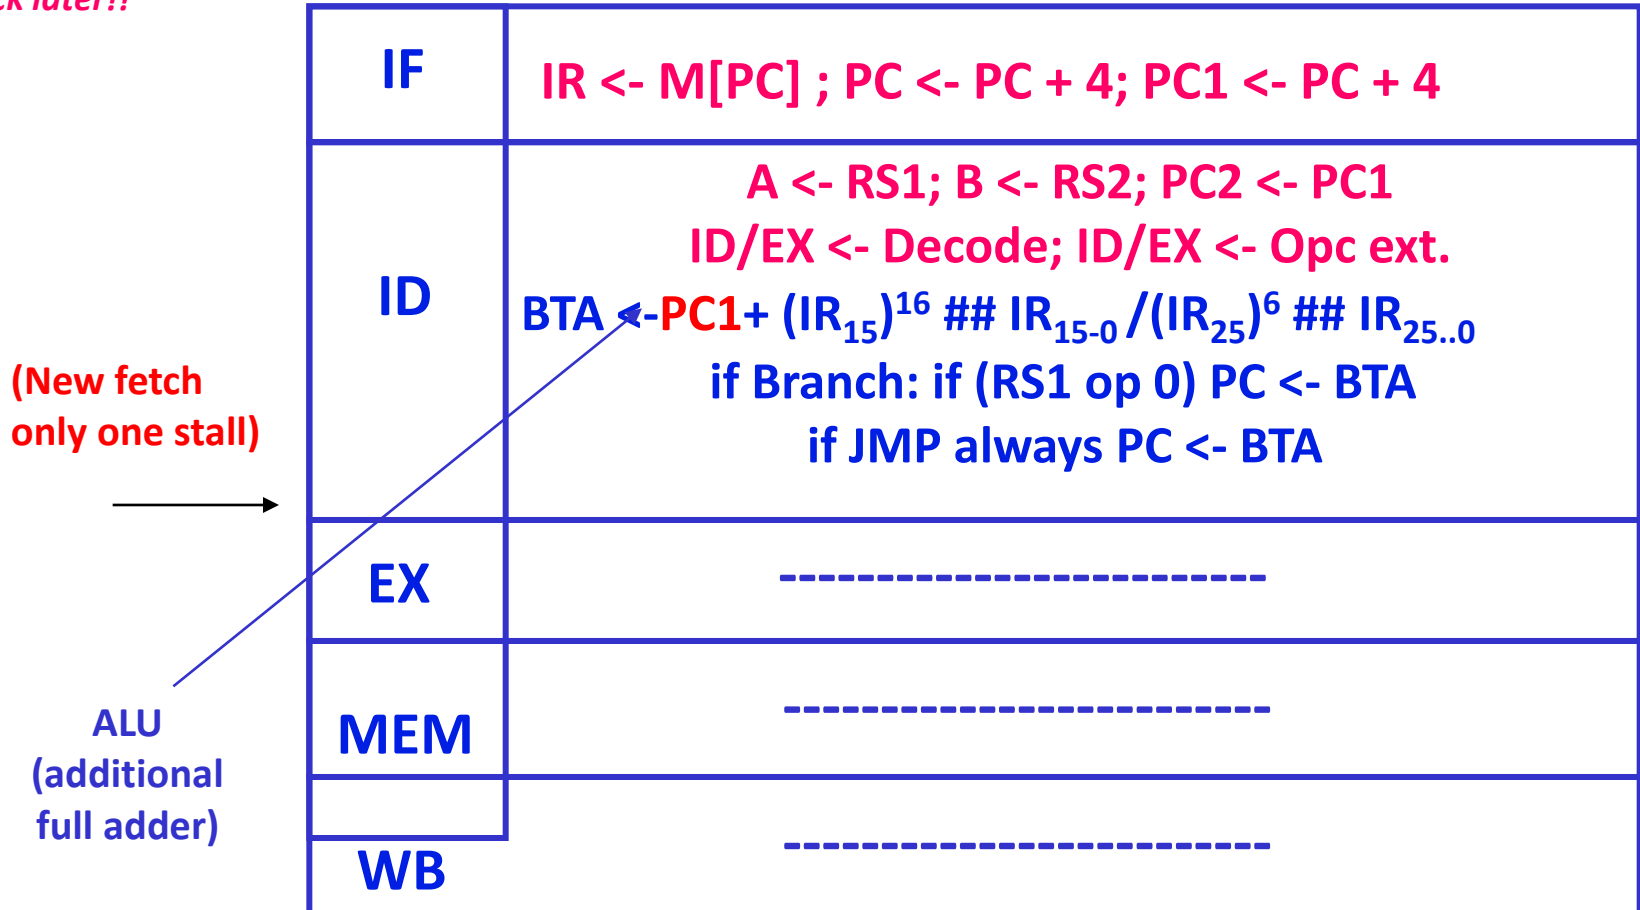 later!!
IF
IR <- M[PC] ; PC <- PC + 4; PC1 <- PC + 4
A <- RS1; B <- RS2; PC2 <- PC1
ID/EX <- Decode; ID/EX <- Opc ext.
ID
BTA <-PC1+ (IR₁₅)¹⁶ ## IR₁₅₋₀ /(IR₂₅)⁶ ## IR₂₅..₀
if Branch: if (RS1 op 0) PC <- BTA
if JMP always PC <- BTA
(New fetch
only one stall)
EX
-------------------------
MEM
-------------------------
ALU
(additional
full adder)
WB
-------------------------